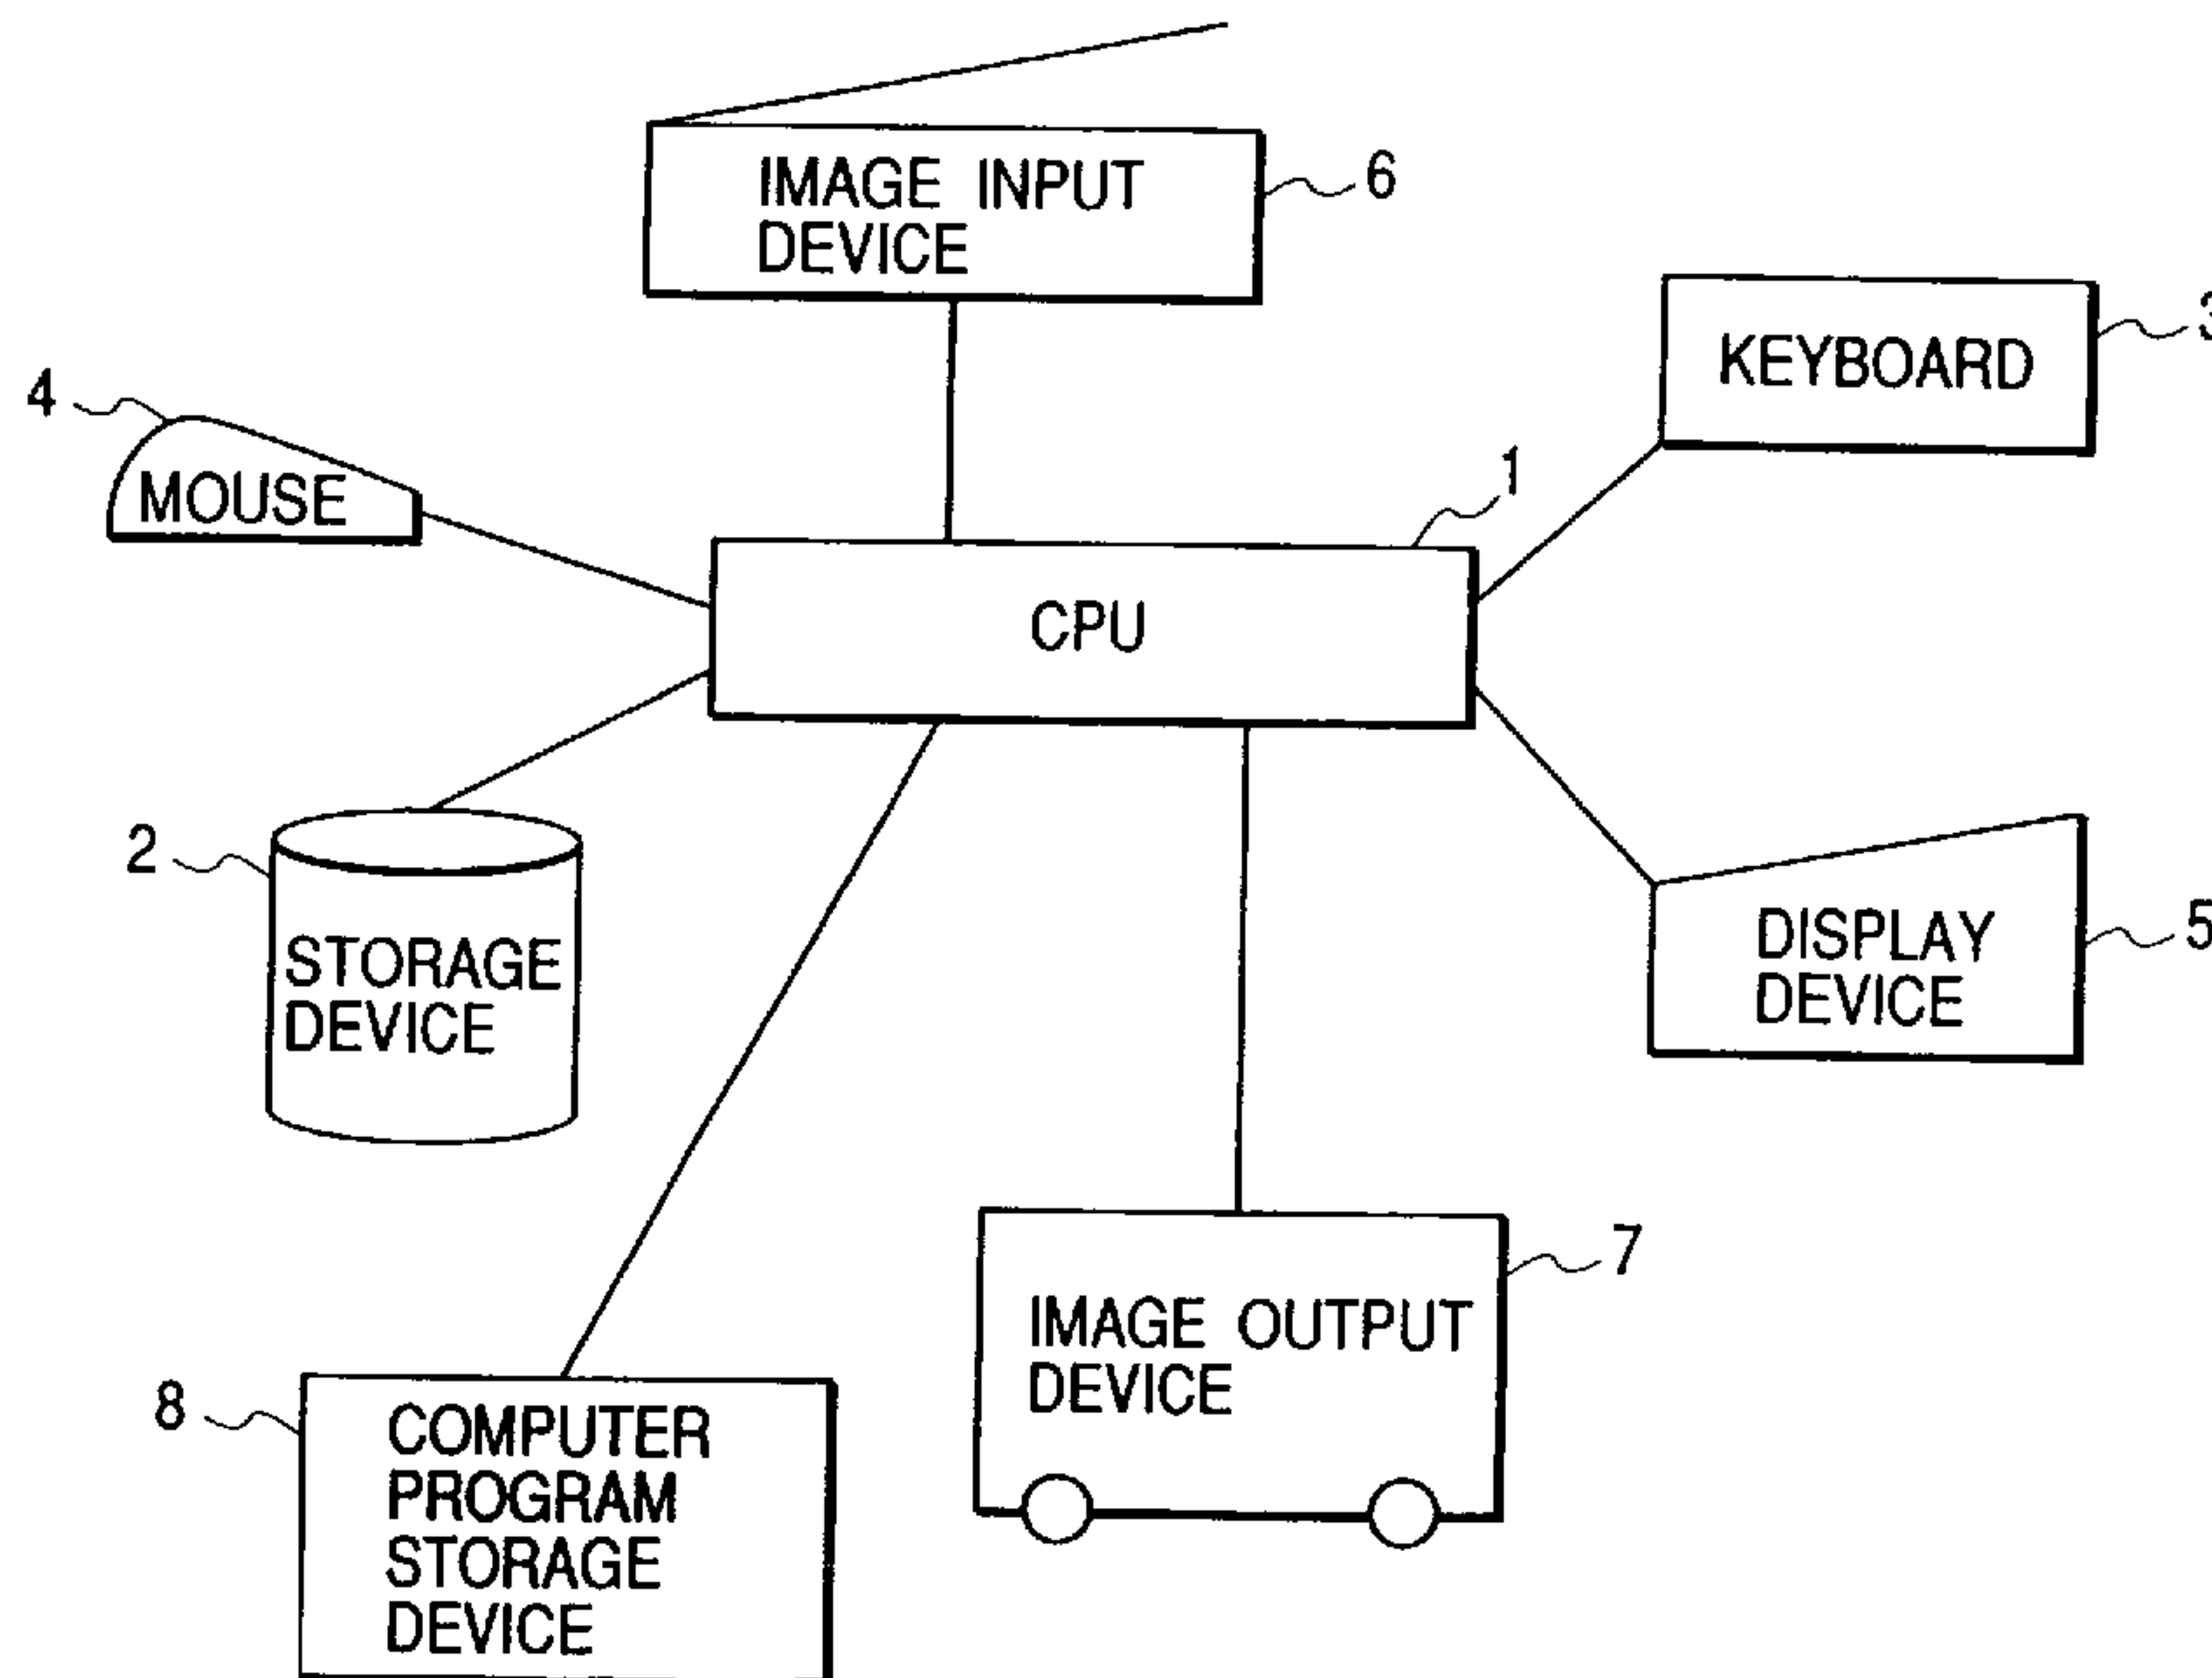 IMAGE INPUT
DEVICE
6
KEYBOARD
3
4
MOUSE
1
CPU
2
STORAGE
DEVICE
DISPLAY
DEVICE
5
IMAGE OUTPUT
DEVICE
7
8
COMPUTER
PROGRAM
STORAGE
DEVICE